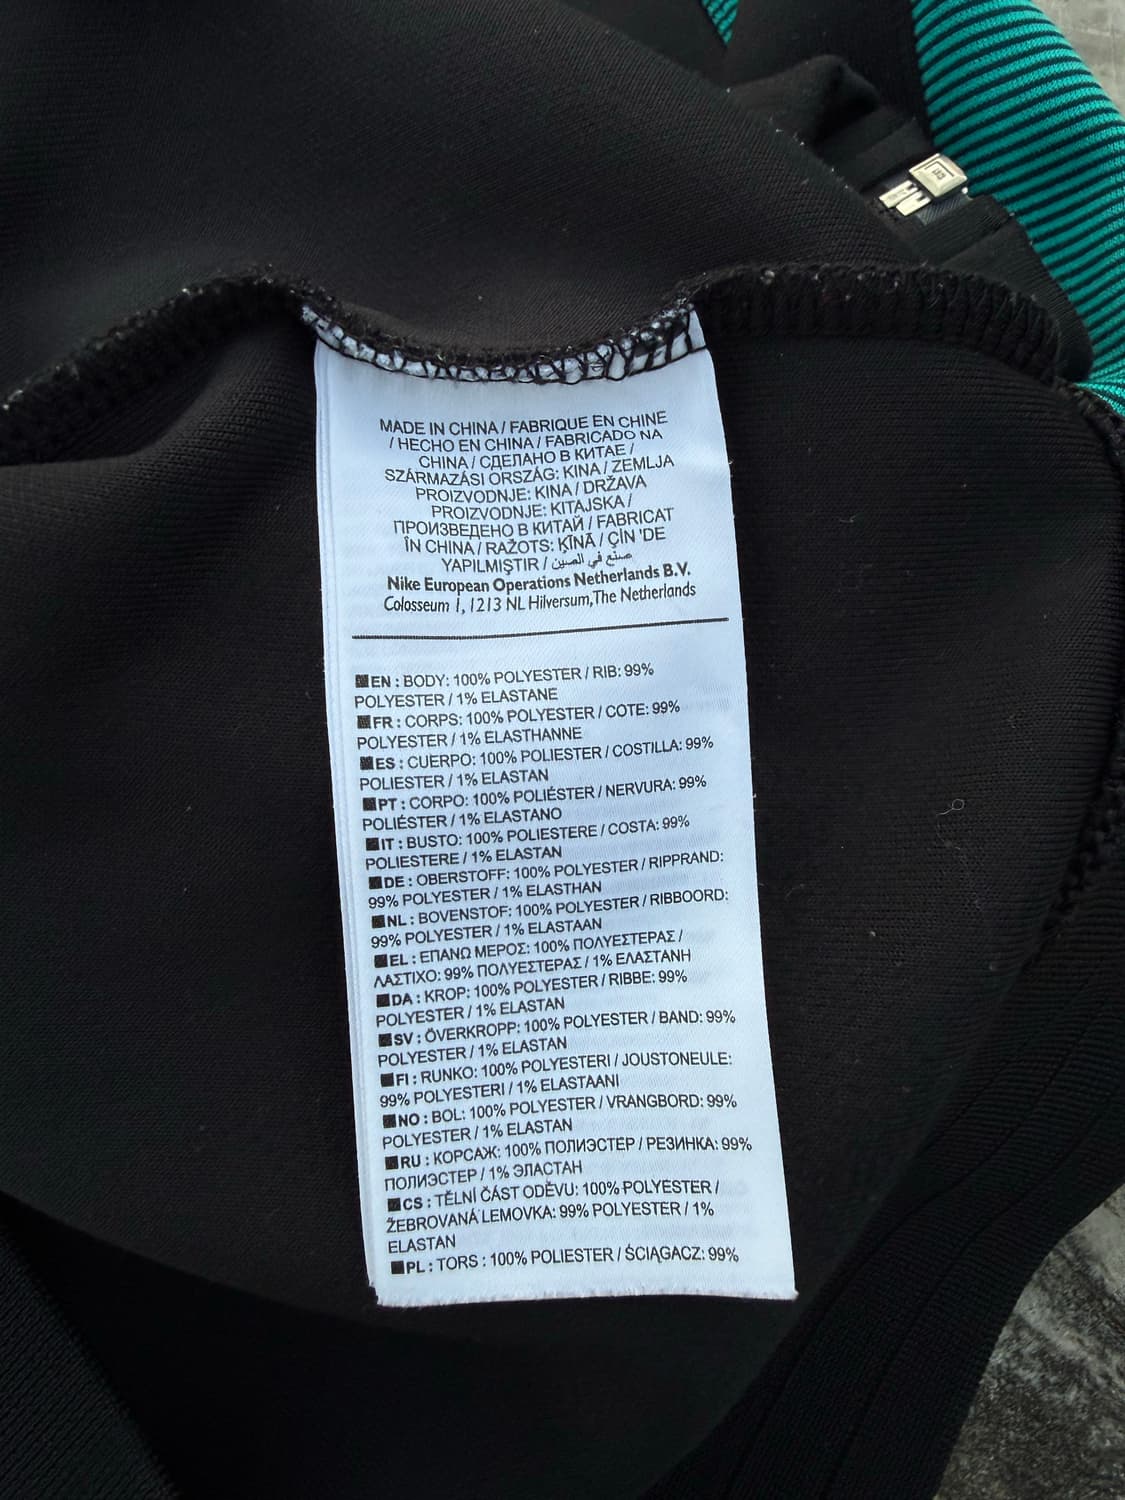 MADE IN CHINA / FABRIQUE EN CHINE
/ HECHO EN CHINA / FABRICADO NA
CHINA / СДЕЛАНО В КИТАЕ /
SZÁRMAZÁSI ORSZÁG: KINA / ZEMLJA
PROIZVODNJE: KINA / DRŽAVA
PROIZVODNJE: KITAJSKA /
ПРОИЗВЕДЕНО В КИТАЙ / FABRICAT
ÎN CHINA / RAŽOTS: ĶĪNĀ / ÇİN 'DE
YAPILMIŞTIR / صنع في الصين
Nike European Operations Netherlands B.V.
Colosseum 1, 1213 NL Hilversum,The Netherlands
EN : BODY: 100% POLYESTER / RIB: 99%
POLYESTER / 1% ELASTANE
FR : CORPS: 100% POLYESTER / COTE: 99%
POLYESTER / 1% ELASTHANNE
ES : CUERPO: 100% POLIESTER / COSTILLA: 99%
POLIESTER / 1% ELASTAN
PT : CORPO: 100% POLIÉSTER / NERVURA: 99%
POLIÉSTER / 1% ELASTANO
IT : BUSTO: 100% POLIESTERE / COSTA: 99%
POLIESTERE / 1% ELASTAN
DE : OBERSTOFF: 100% POLYESTER / RIPPRAND:
99% POLYESTER / 1% ELASTHAN
NL : BOVENSTOF: 100% POLYESTER / RIBBOORD:
99% POLYESTER / 1% ELASTAAN
EL : ΕΠΑΝΩ ΜΕΡΟΣ: 100% ΠΟΛΥΕΣΤΕΡΑΣ /
ΛΑΣΤΙΧΟ: 99% ΠΟΛΥΕΣΤΕΡΑΣ / 1% ΕΛΑΣΤΑΝΗ
DA : KROP: 100% POLYESTER / RIBBE: 99%
POLYESTER / 1% ELASTAN
SV : ÖVERKROPP: 100% POLYESTER / BAND: 99%
POLYESTER / 1% ELASTAN
FI : RUNKO: 100% POLYESTERI / JOUSTONEULE:
99% POLYESTERI / 1% ELASTAANI
NO : BOL: 100% POLYESTER / VRANGBORD: 99%
POLYESTER / 1% ELASTAN
RU : КОРСАЖ: 100% ПОЛИЭСТЕР / РЕЗИНКА: 99%
ПОЛИЭСТЕР / 1% ЭЛАСТАН
CS : TĚLNÍ ČÁST ODĚVU: 100% POLYESTER /
ŽEBROVANÁ LEMOVKA: 99% POLYESTER / 1%
ELASTAN
PL : TORS : 100% POLIESTER / ŚCIĄGACZ: 99%